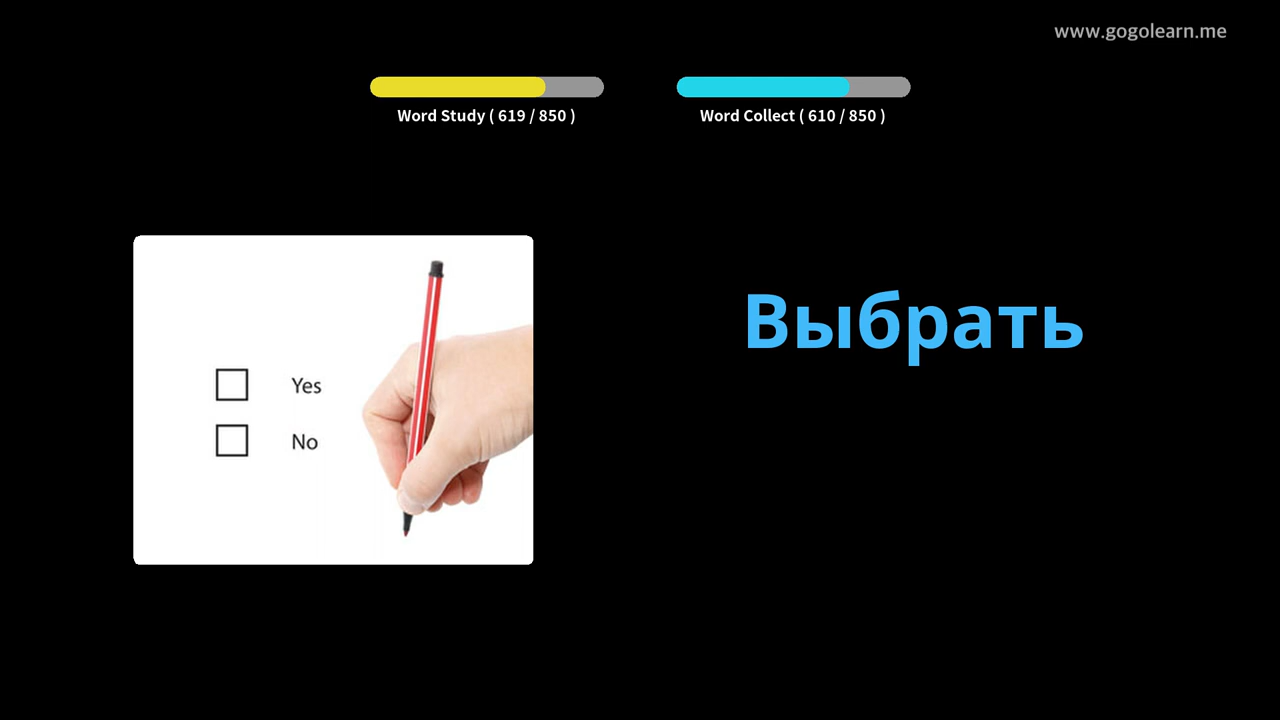 www.gogolearn.me
Word Study ( 619 / 850 )
Word Collect ( 610 / 850 )
Выбрать
Yes
No